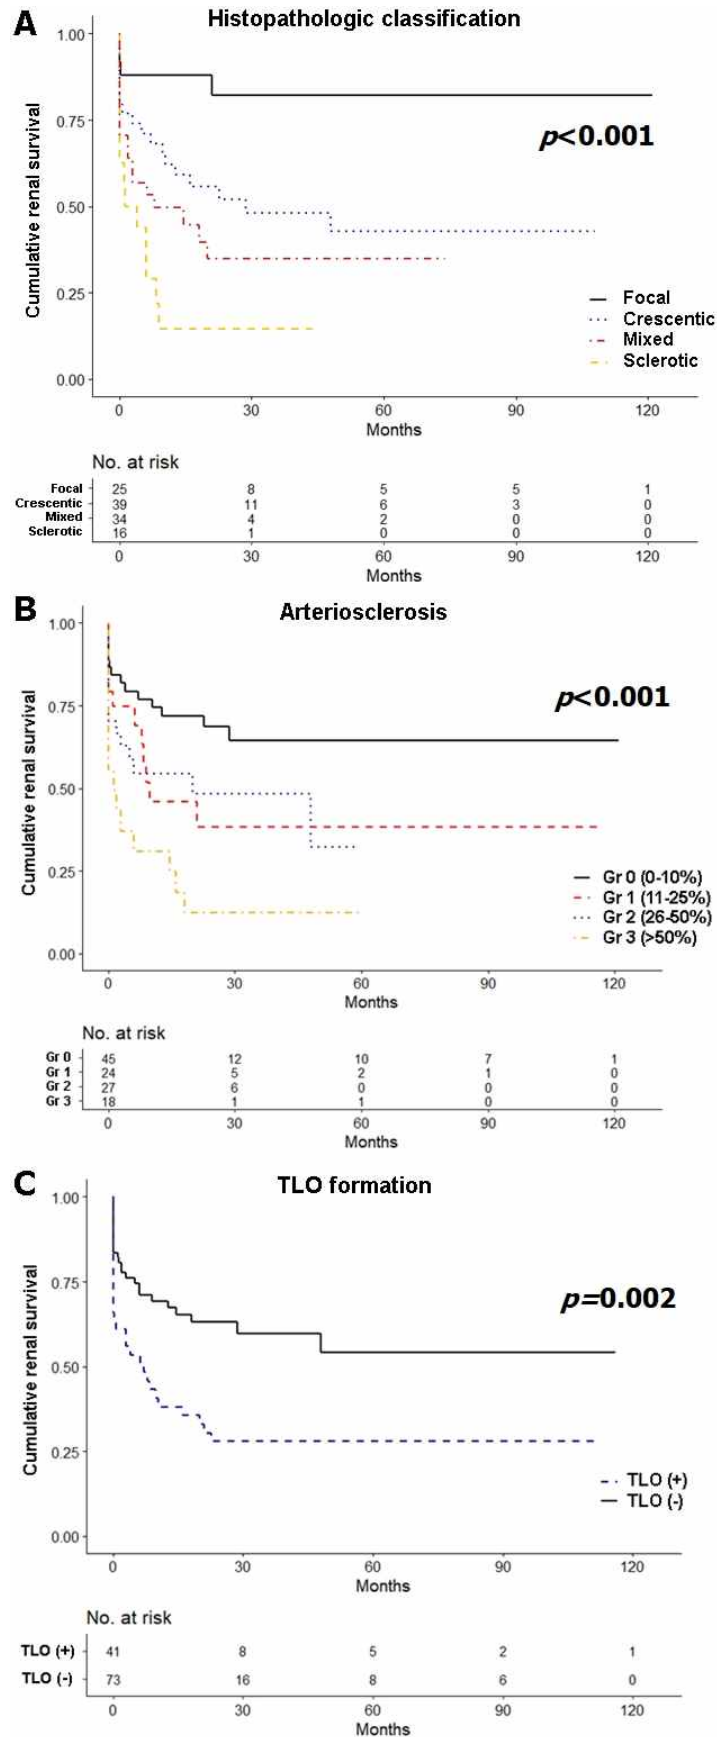 A
Histopathologic classification
1.00
0.75
0.50
0.25
0.00
Cumulative renal survival
p<0.001
Focal
Crescentic
Mixed
Sclerotic
0 30 60 90 120
Months
No. at risk
Focal 25 8 5 5 1
Crescentic 39 11 6 3 0
Mixed 34 4 2 0 0
Sclerotic 16 1 0 0 0
0 30 60 90 120
Months
B
Arteriosclerosis
1.00
0.75
0.50
0.25
0.00
Cumulative renal survival
p<0.001
Gr 0 (0-10%)
Gr 1 (11-25%)
Gr 2 (26-50%)
Gr 3 (>50%)
0 30 60 90 120
Months
No. at risk
Gr 0 45 12 10 7 1
Gr 1 24 5 2 1 0
Gr 2 27 6 0 0 0
Gr 3 18 1 1 0 0
0 30 60 90 120
Months
C
TLO formation
1.00
0.75
0.50
0.25
0.00
Cumulative renal survival
p=0.002
TLO (+)
TLO (-)
0 30 60 90 120
Months
No. at risk
TLO (+) 41 8 5 2 1
TLO (-) 73 16 8 6 0
0 30 60 90 120
Months